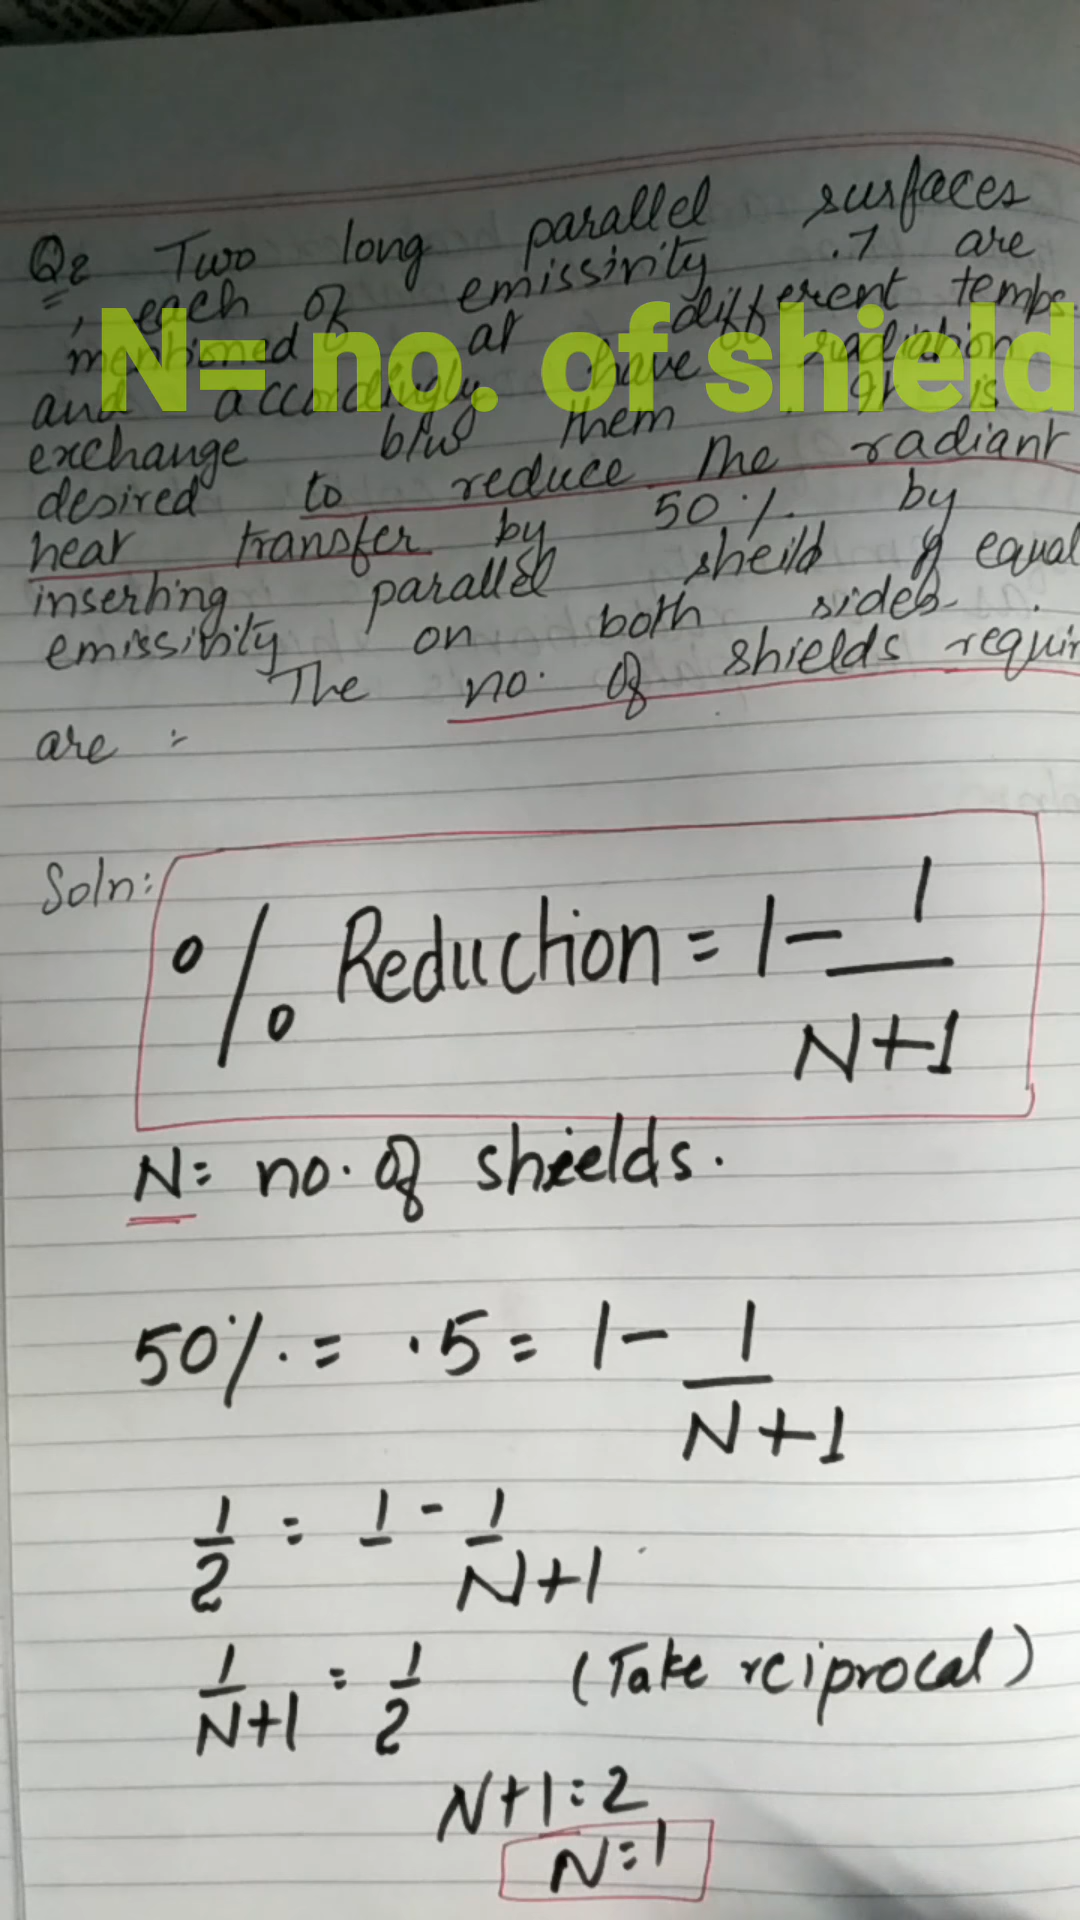 Q2 Two long parallel surfaces
, each of emissivity .7 are
mentioned at different temps.
N= no. of shield
and accordingly have radiation
exchange b/w them. It is
desired to reduce the radiant
heat transfer by 50%. by
inserting parallel sheild of equal
emissivity on both sides.
The no. of shields requir
are :-
Soln:
% Reduction = 1 - 1/N+1
N= no. of shields.
50%. = .5 = 1 - 1/N+1
1/2 = 1 - 1/N+1
1/N+1 = 1/2 (Take reciprocal)
N+1=2
N=1